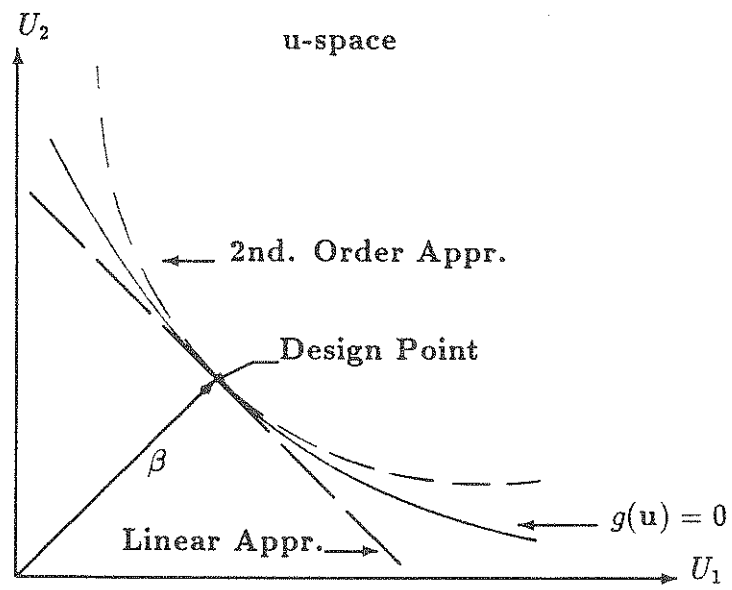 U₂
u-space
2nd. Order Appr.
Design Point
β
g(u) = 0
Linear Appr.
U₁